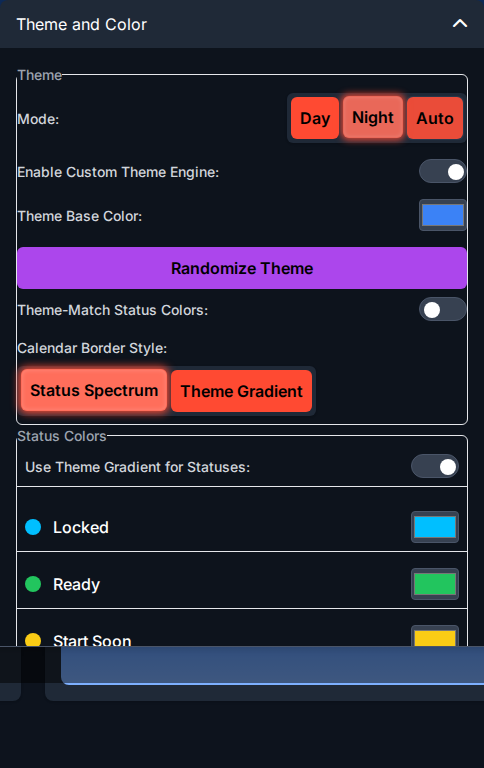 Theme and Color
Theme
Mode:
Day
Night
Auto
Enable Custom Theme Engine:
Theme Base Color:
Randomize Theme
Theme-Match Status Colors:
Calendar Border Style:
Status Spectrum
Theme Gradient
Status Colors
Use Theme Gradient for Statuses:
Locked
Ready
Start Soon